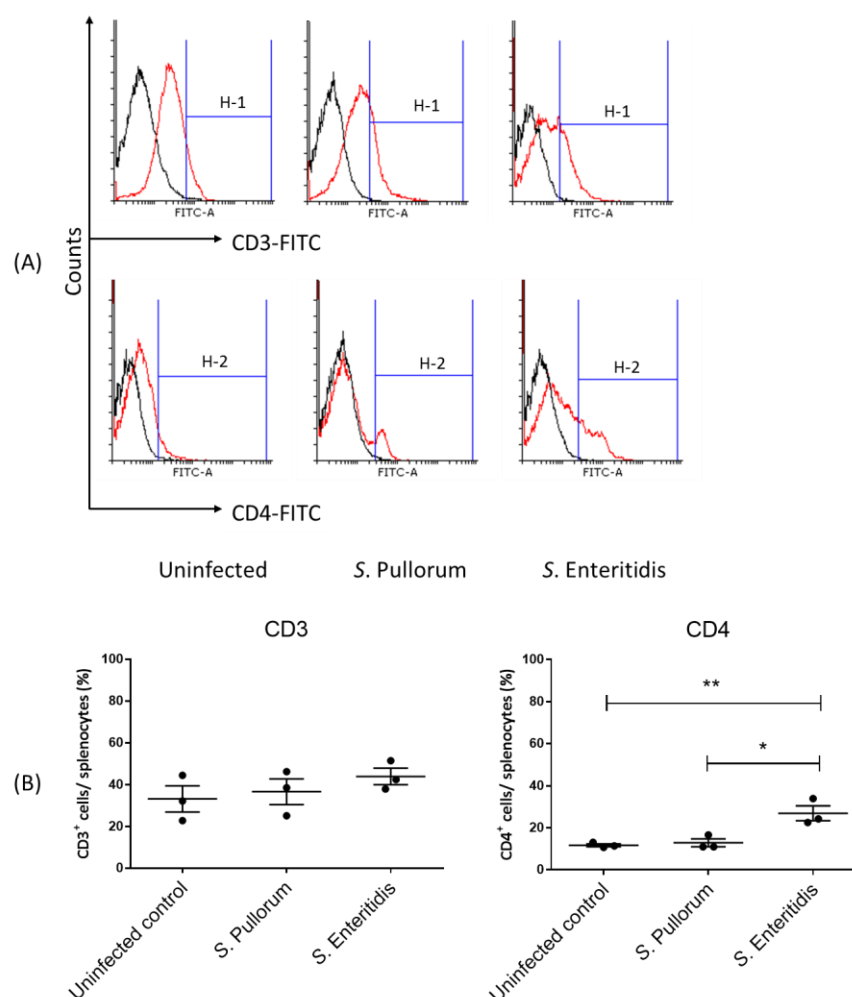 H-1
H-1
H-1
FITC-A
FITC-A
FITC-A
CD3-FITC
(A)
Counts
H-2
H-2
H-2
FITC-A
FITC-A
FITC-A
CD4-FITC
Uninfected
S. Pullorum
S. Enteritidis
(B)
CD3
CD3⁺ cells/ splenocytes (%)
100
80
60
40
20
0
Uninfected control
S. Pullorum
S. Enteritidis
CD4
CD4⁺ cells/ splenocytes (%)
100
80
60
40
20
0
**
*
Uninfected control
S. Pullorum
S. Enteritidis